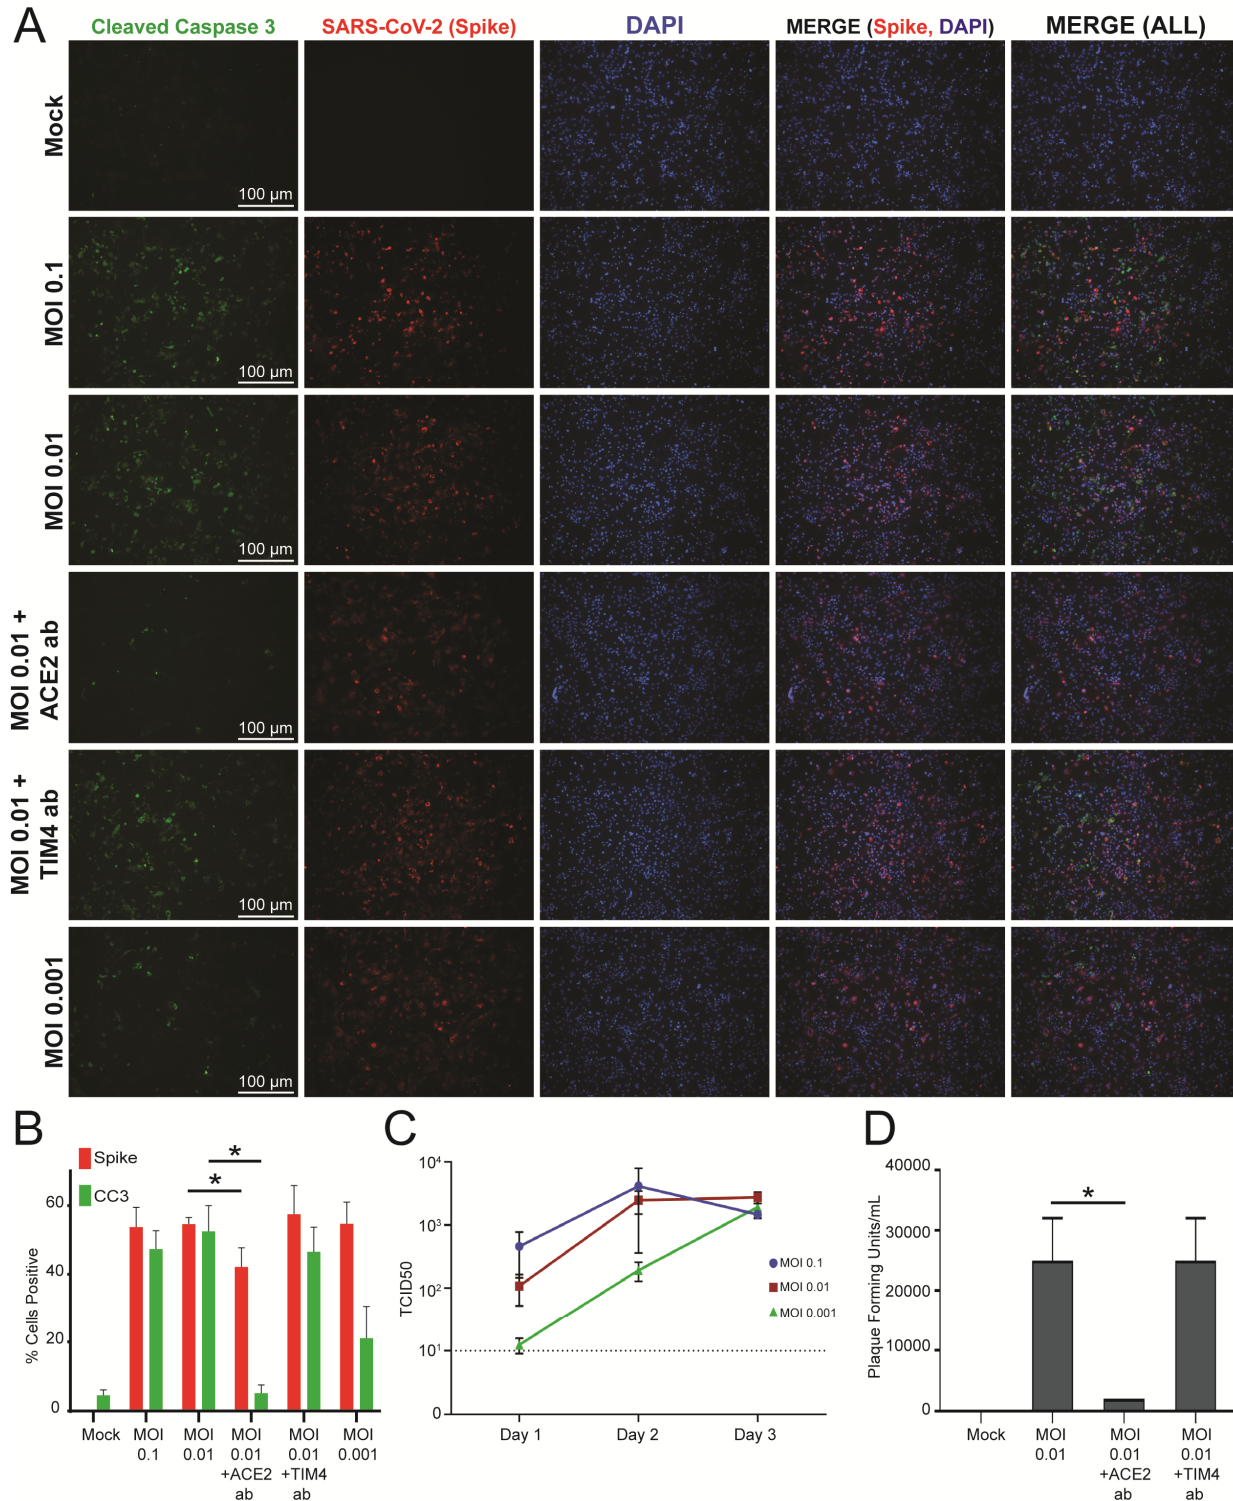 A
Cleaved Caspase 3
SARS-CoV-2 (Spike)
DAPI
MERGE (Spike, DAPI)
MERGE (ALL)
Mock
100 µm
MOI 0.1
100 µm
MOI 0.01
100 µm
MOI 0.01 +
ACE2 ab
100 µm
MOI 0.01 +
TIM4 ab
100 µm
MOI 0.001
100 µm
B
Spike
CC3
*
*
% Cells Positive
60
40
20
0
Mock
MOI
0.1
MOI
0.01
MOI
0.01
+ACE2
ab
MOI
0.01
+TIM4
ab
MOI
0.001
C
TCID50
10⁴
10³
10²
10¹
0
MOI 0.1
MOI 0.01
MOI 0.001
Day 1
Day 2
Day 3
D
Plaque Forming Units/mL
40000
30000
20000
10000
0
*
Mock
MOI
0.01
MOI
0.01
+ACE2
ab
MOI
0.01
+TIM4
ab